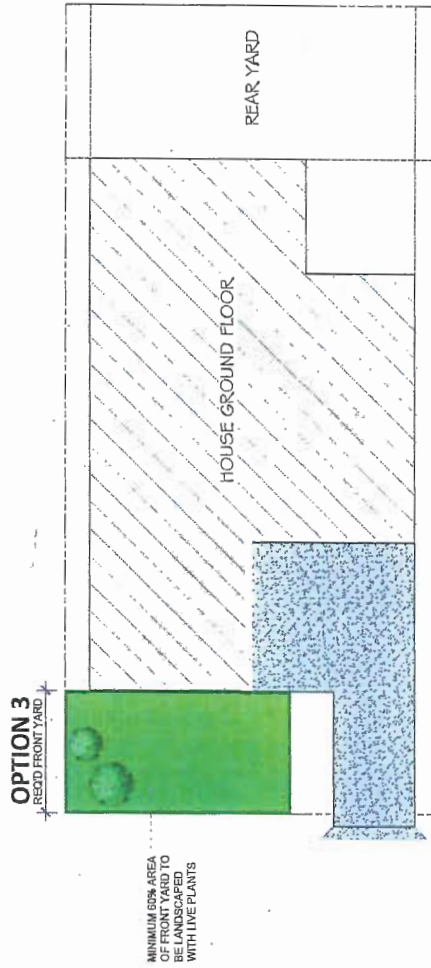 OPTION 3
REQ'D FRONT YARD
MINIMUM 60% AREA
OF FRONT YARD TO
BE LANDSCAPED
WITH LIVE PLANTS
HOUSE GROUND FLOOR
REAR YARD